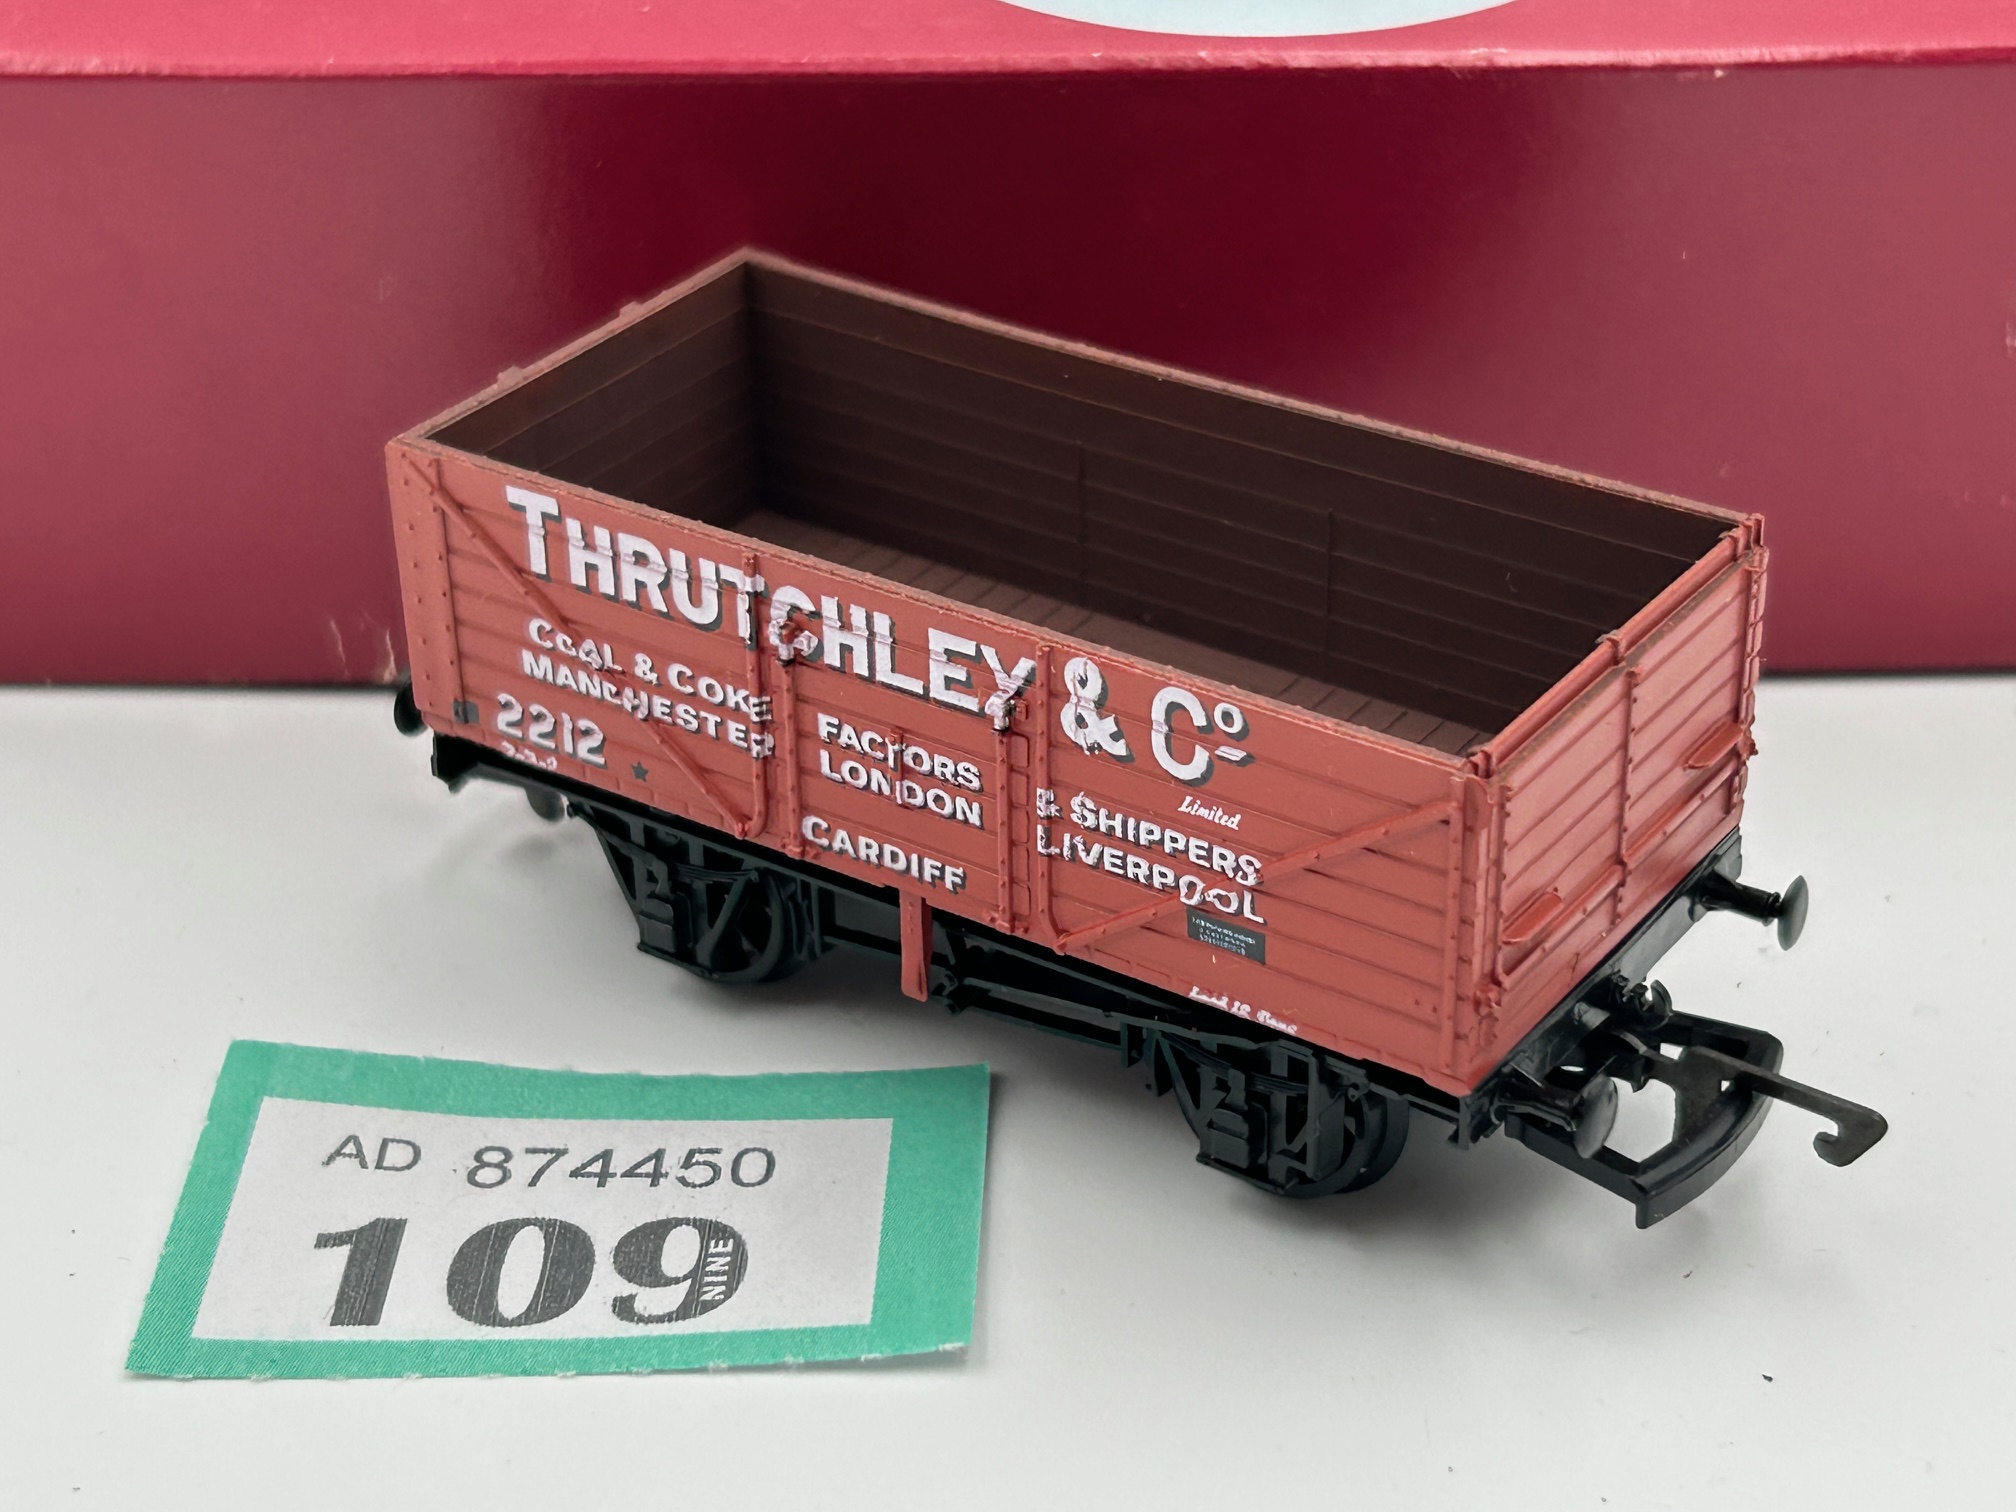 THRUTCHLEY & Cº
Limited
COAL & COKE FACTORS & SHIPPERS
MANCHESTER LONDON LIVERPOOL
2212 CARDIFF
AD 874450
109
NINE